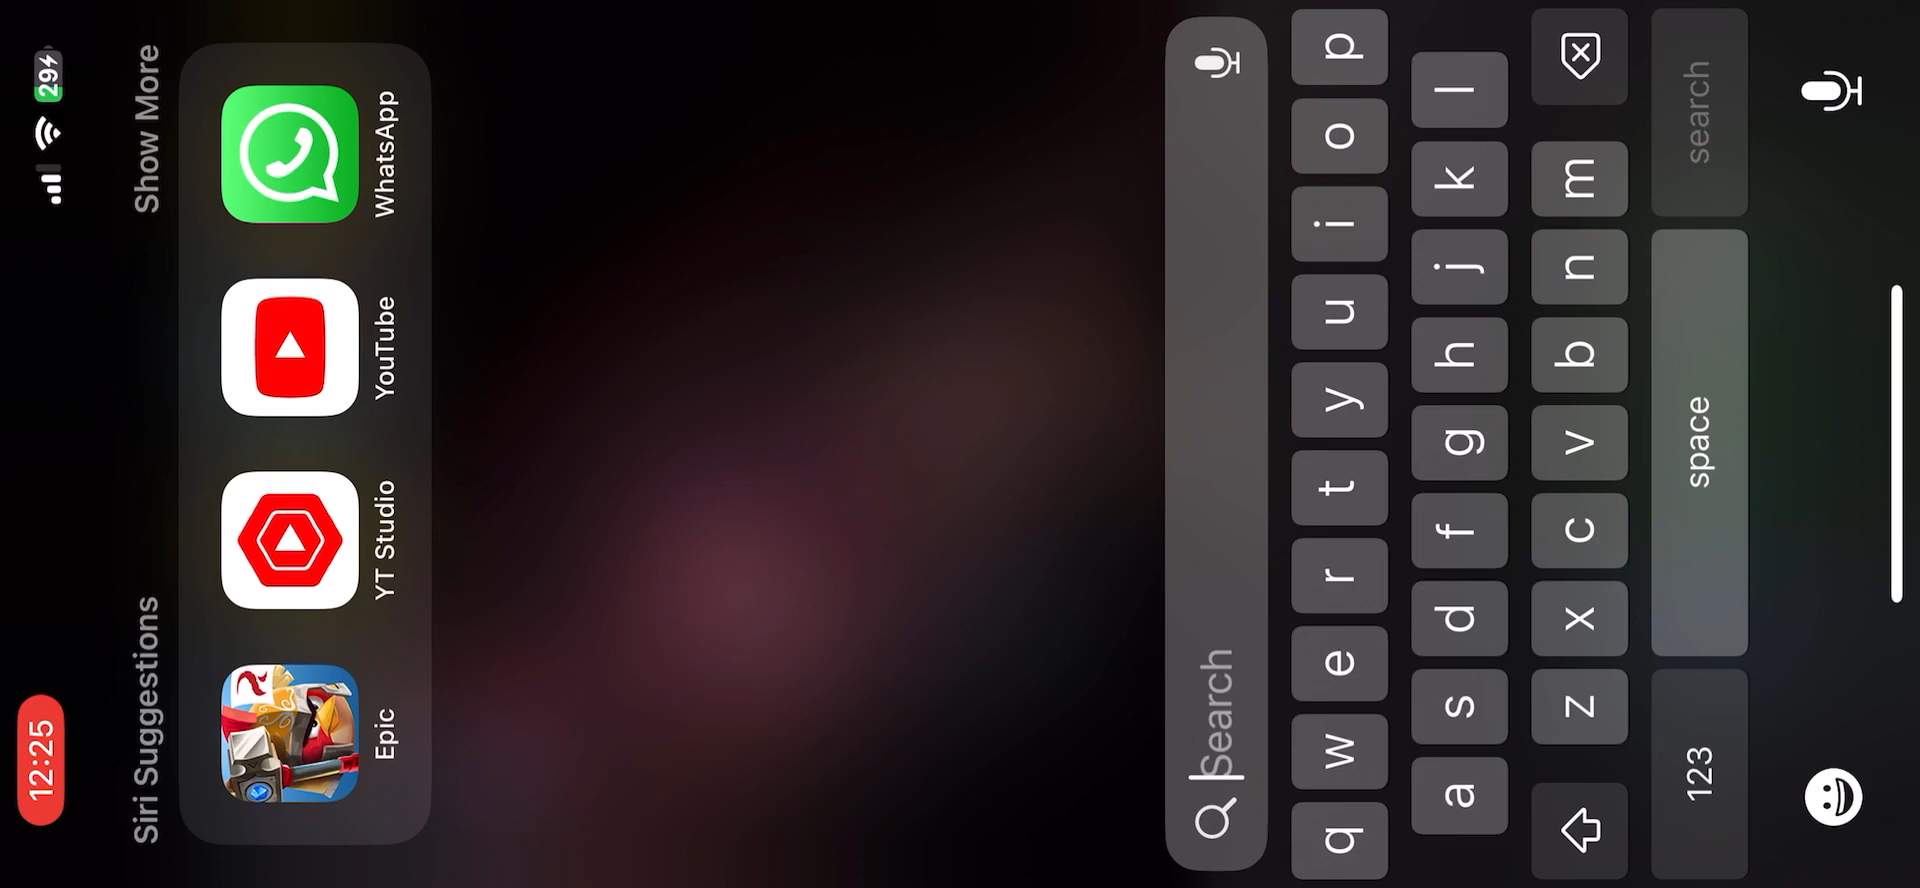 12:25 29
Siri Suggestions Show More
Epic YT Studio YouTube WhatsApp
Search
q w e r t y u i o p
a s d f g h j k l
z x c v b n m
123 space search